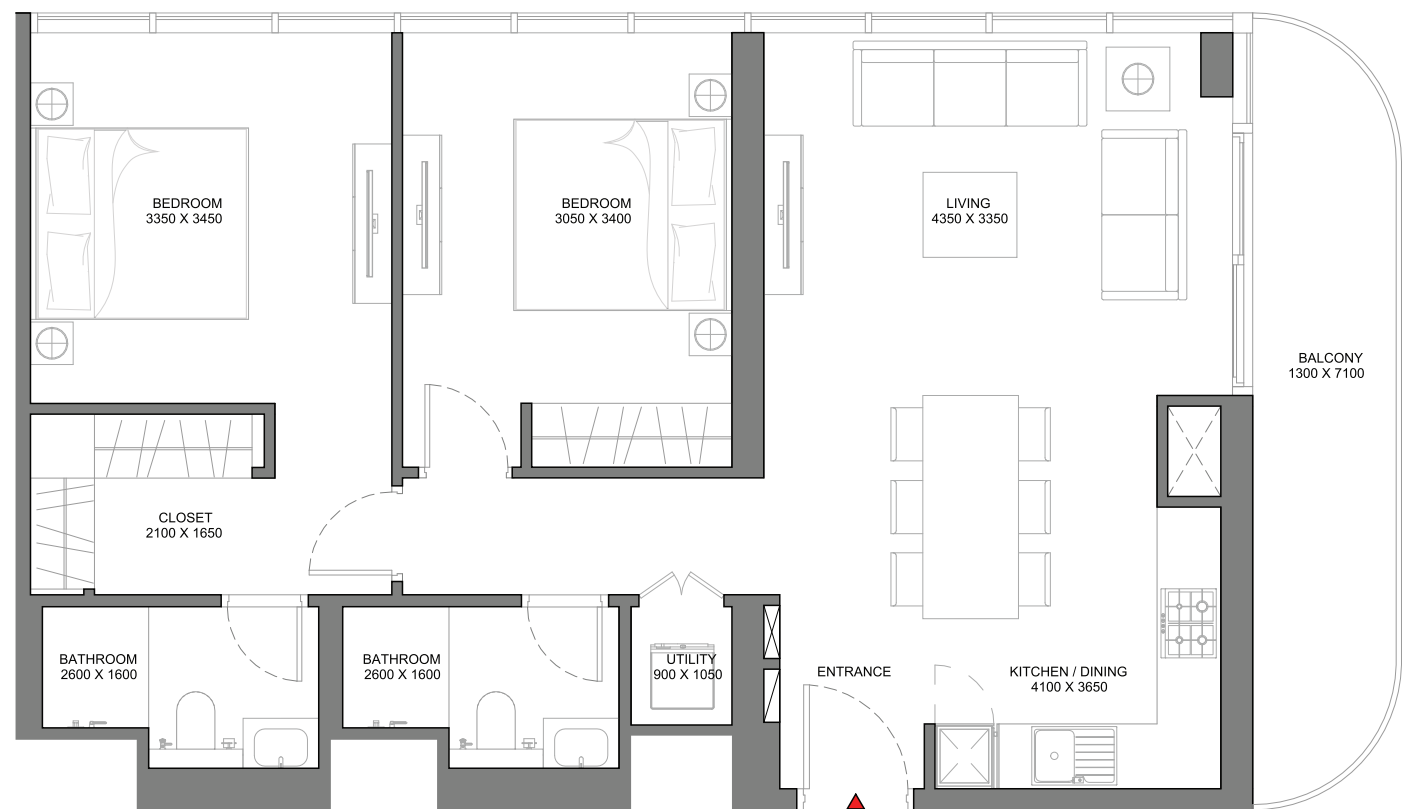 BEDROOM
3350 X 3450
BEDROOM
3050 X 3400
LIVING
4350 X 3350
BALCONY
1300 X 7100
CLOSET
2100 X 1650
BATHROOM
2600 X 1600
BATHROOM
2600 X 1600
UTILITY
900 X 1050
ENTRANCE
KITCHEN / DINING
4100 X 3650